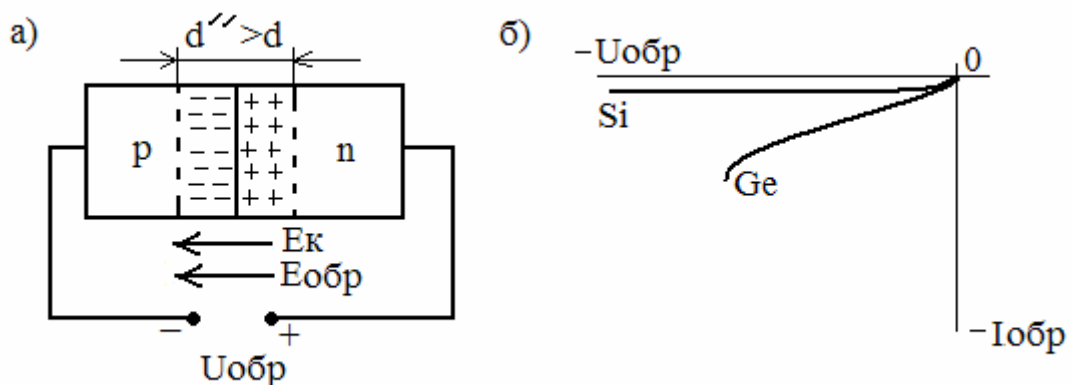 а)
d′′>d
p
n
− − + +
− − + +
− − + +
− − + +
− − + +
− − + +
Eк
Eобр
− +
Uобр
б)
−Uобр
0
Si
Ge
−Iобр